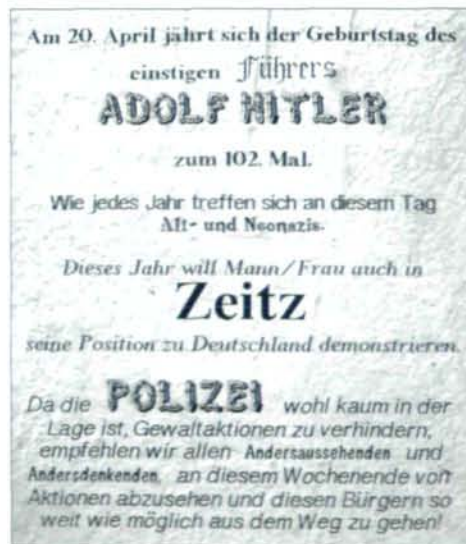 Am 20. April jährt sich der Geburtstag des
einstigen Führers
ADOLF HITLER
zum 102. Mal.
Wie jedes Jahr treffen sich an diesem Tag
Alt- und Neonazis.
Dieses Jahr will Mann/Frau auch in
Zeitz
seine Position zu Deutschland demonstrieren.
Da die POLIZEI wohl kaum in der
Lage ist, Gewaltaktionen zu verhindern,
empfehlen wir allen Andersaussehenden und
Andersdenkenden, an diesem Wochenende von
Aktionen abzusehen und diesen Bürgern so
weit wie möglich aus dem Weg zu gehen!